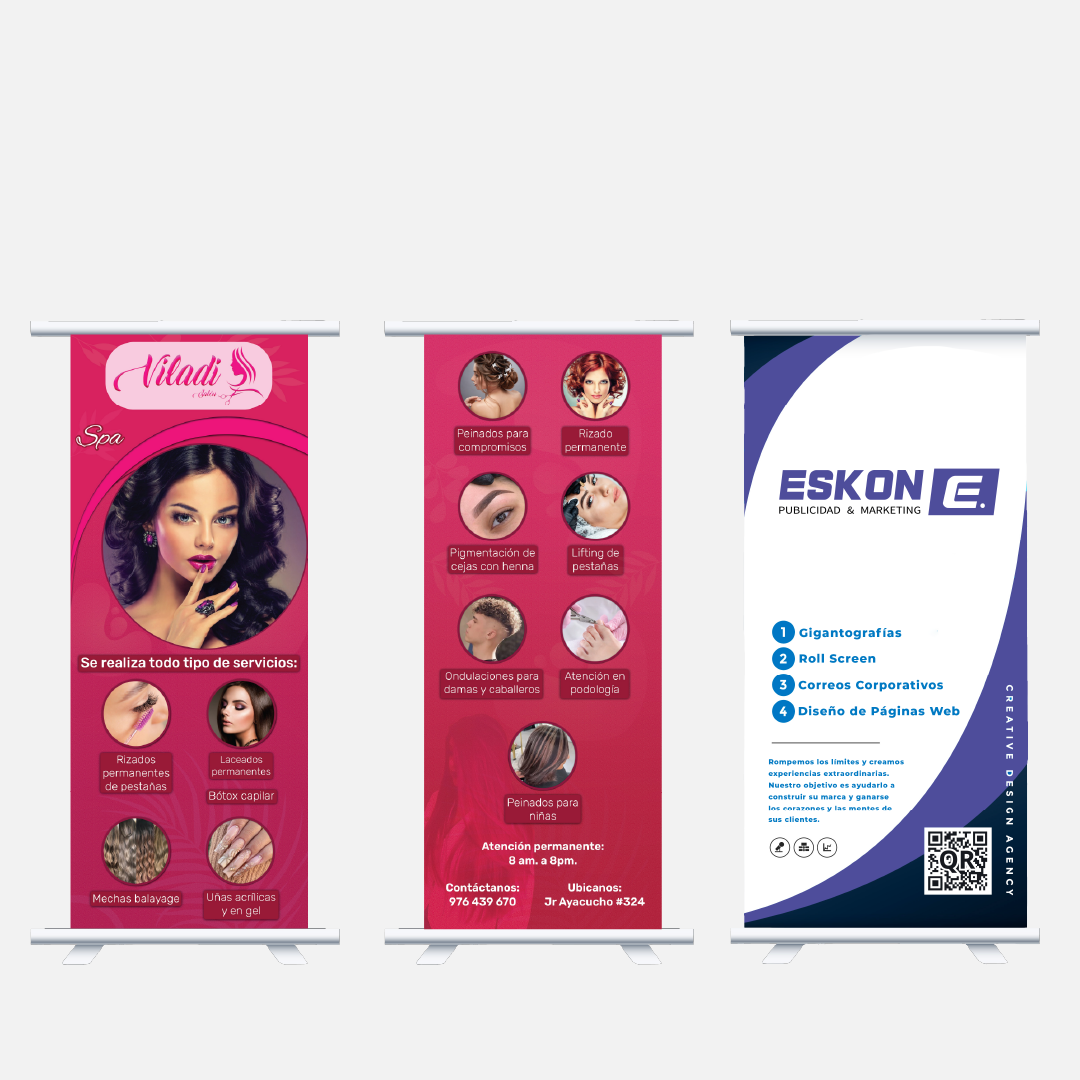 Viladi
Salón
Spa
Se realiza todo tipo de servicios:
Rizados
permanentes
de pestañas
Laceados
permanentes
Bótox capilar
Mechas balayage
Uñas acrílicas
y en gel
Peinados para
compromisos
Rizado
permanente
Pigmentación de
cejas con henna
Lifting de
pestañas
Ondulaciones para
damas y caballeros
Atención en
podología
Peinados para
niñas
Atención permanente:
8 am. a 8pm.
Contáctanos:
976 439 670
Ubicanos:
Jr Ayacucho #324
ESKON E.
PUBLICIDAD & MARKETING
1 Gigantografías
2 Roll Screen
3 Correos Corporativos
4 Diseño de Páginas Web
Rompemos los límites y creamos
experiencias extraordinarias.
Nuestro objetivo es ayudarlo a
construir su marca y ganarse
los corazones y las mentes de
sus clientes.
QR
CREATIVE DESIGN AGENCY